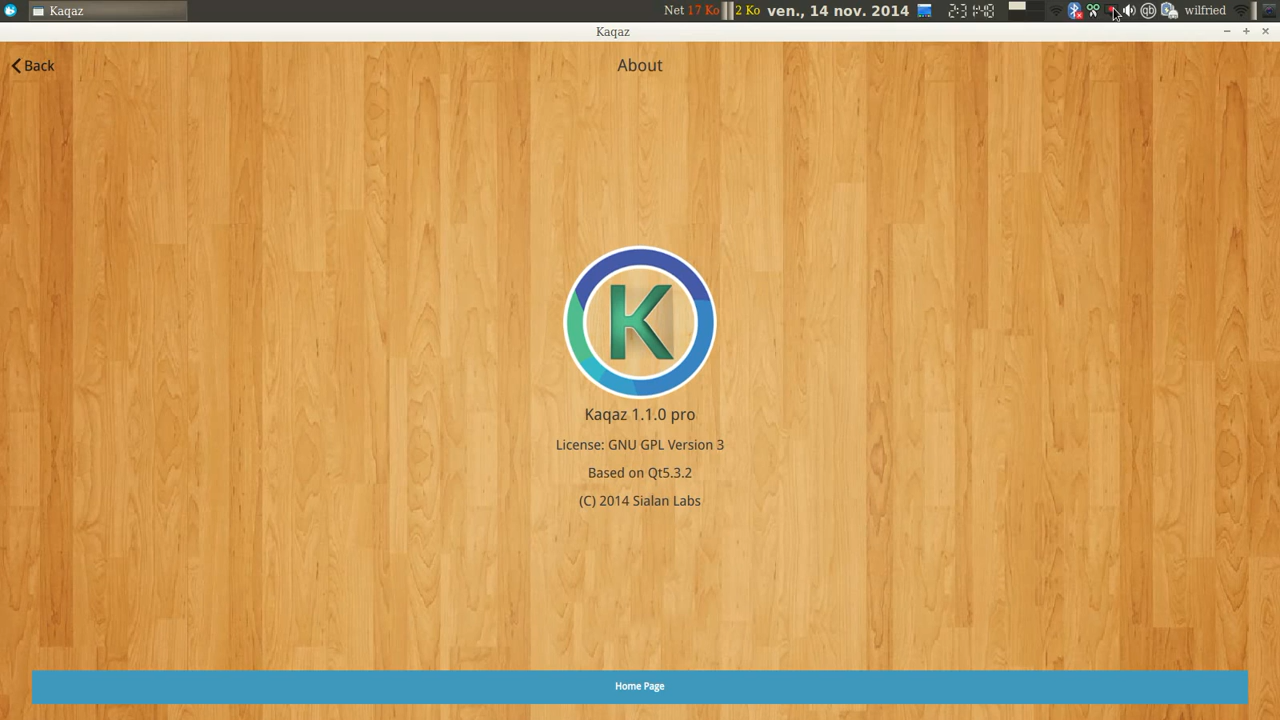 Kaqaz
Net 17 Ko 2 Ko ven., 14 nov. 2014 wilfried
Kaqaz
Back
About
K
Kaqaz 1.1.0 pro
License: GNU GPL Version 3
Based on Qt5.3.2
(C) 2014 Sialan Labs
Home Page